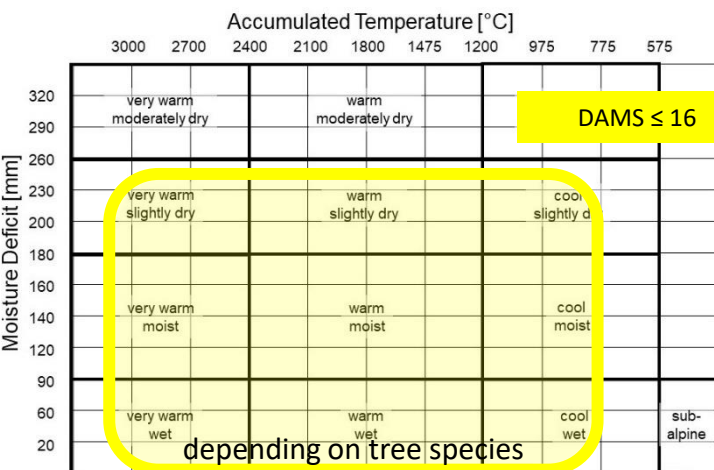 Accumulated Temperature [°C]
3000 2700 2400 2100 1800 1475 1200 975 775 575
Moisture Deficit [mm]
320
very warm
moderately dry
warm
moderately dry
DAMS ≤ 16
290
260
230
very warm
slightly dry
warm
slightly dry
cool
slightly d
200
180
160
140
very warm
moist
warm
moist
cool
moist
120
90
60
very warm
wet
warm
wet
cool
wet
sub-
alpine
20
depending on tree species